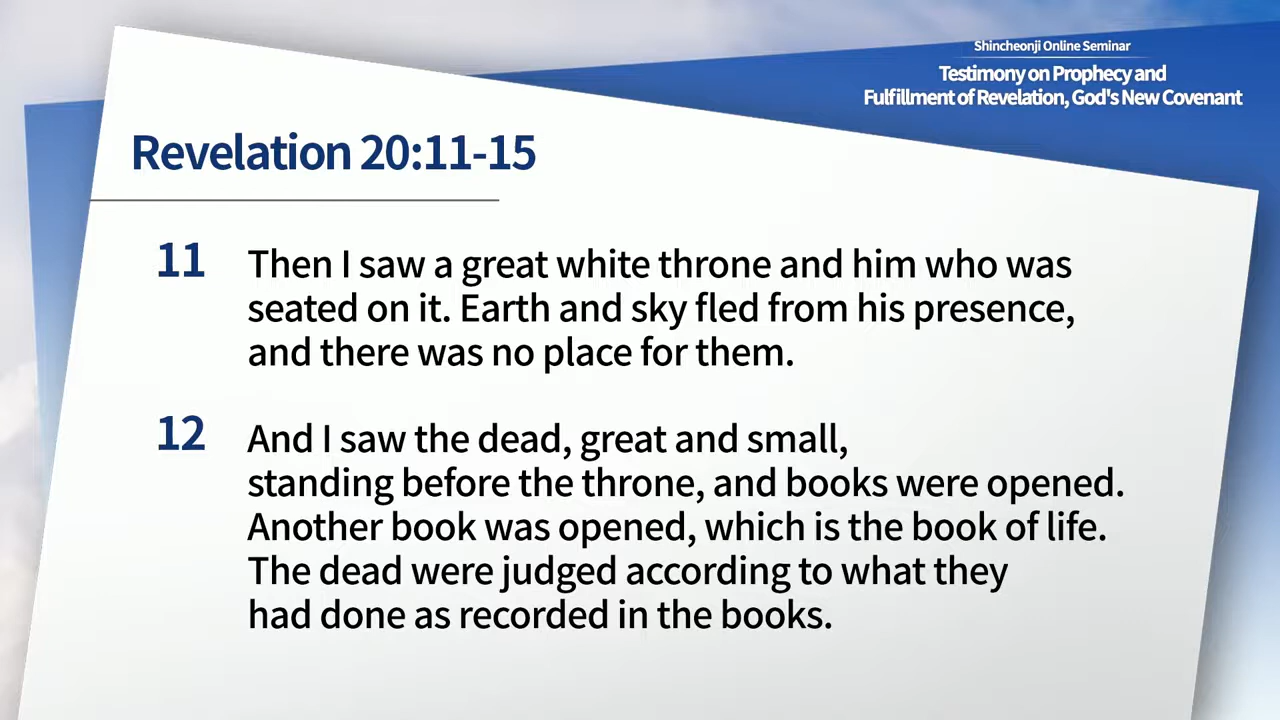 Shincheonji Online Seminar
Testimony on Prophecy and
Fulfillment of Revelation, God's New Covenant
Revelation 20:11-15
11 Then I saw a great white throne and him who was
seated on it. Earth and sky fled from his presence,
and there was no place for them.
12 And I saw the dead, great and small,
standing before the throne, and books were opened.
Another book was opened, which is the book of life.
The dead were judged according to what they
had done as recorded in the books.